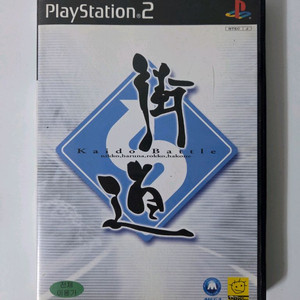 PlayStation 2
街
Kaido Battle
nikko,haruna,rokko,hakone
道